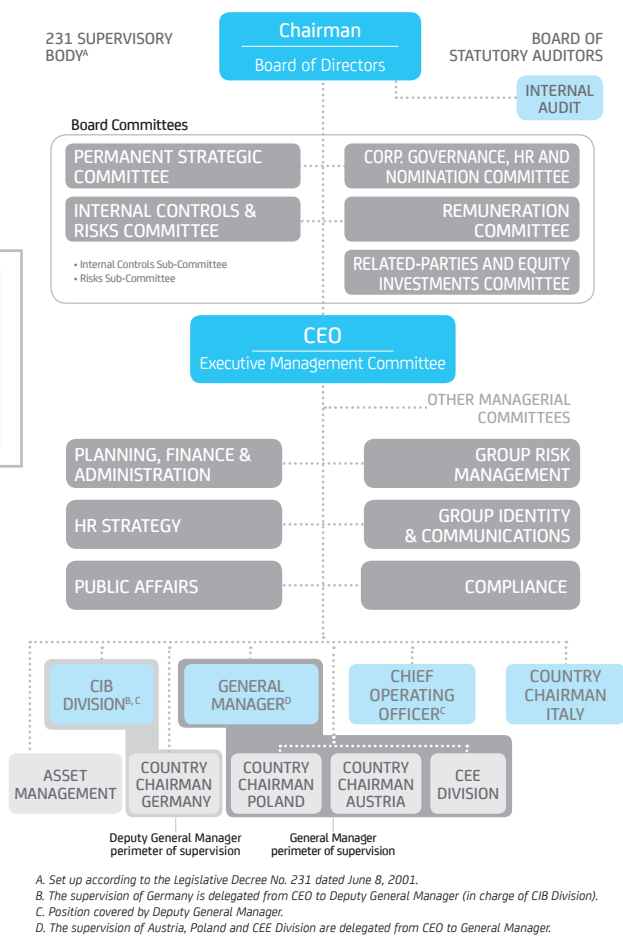 231 SUPERVISORY
BODYᴬ
Chairman
Board of Directors
BOARD OF
STATUTORY AUDITORS
INTERNAL
AUDIT
Board Committees
PERMANENT STRATEGIC
COMMITTEE
CORP. GOVERNANCE, HR AND
NOMINATION COMMITTEE
INTERNAL CONTROLS &
RISKS COMMITTEE
REMUNERATION
COMMITTEE
• Internal Controls Sub-Committee
• Risks Sub-Committee
RELATED-PARTIES AND EQUITY
INVESTMENTS COMMITTEE
CEO
Executive Management Committee
OTHER MANAGERIAL
COMMITTEES
PLANNING, FINANCE &
ADMINISTRATION
GROUP RISK
MANAGEMENT
HR STRATEGY
GROUP IDENTITY
& COMMUNICATIONS
PUBLIC AFFAIRS
COMPLIANCE
CIB
DIVISIONᴮ, ᶜ
GENERAL
MANAGERᴰ
CHIEF
OPERATING
OFFICERᶜ
COUNTRY
CHAIRMAN
ITALY
ASSET
MANAGEMENT
COUNTRY
CHAIRMAN
GERMANY
COUNTRY
CHAIRMAN
POLAND
COUNTRY
CHAIRMAN
AUSTRIA
CEE
DIVISION
Deputy General Manager
perimeter of supervision
General Manager
perimeter of supervision
A. Set up according to the Legislative Decree No. 231 dated June 8, 2001.
B. The supervision of Germany is delegated from CEO to Deputy General Manager (in charge of CIB Division).
C. Position covered by Deputy General Manager.
D. The supervision of Austria, Poland and CEE Division are delegated from CEO to General Manager.